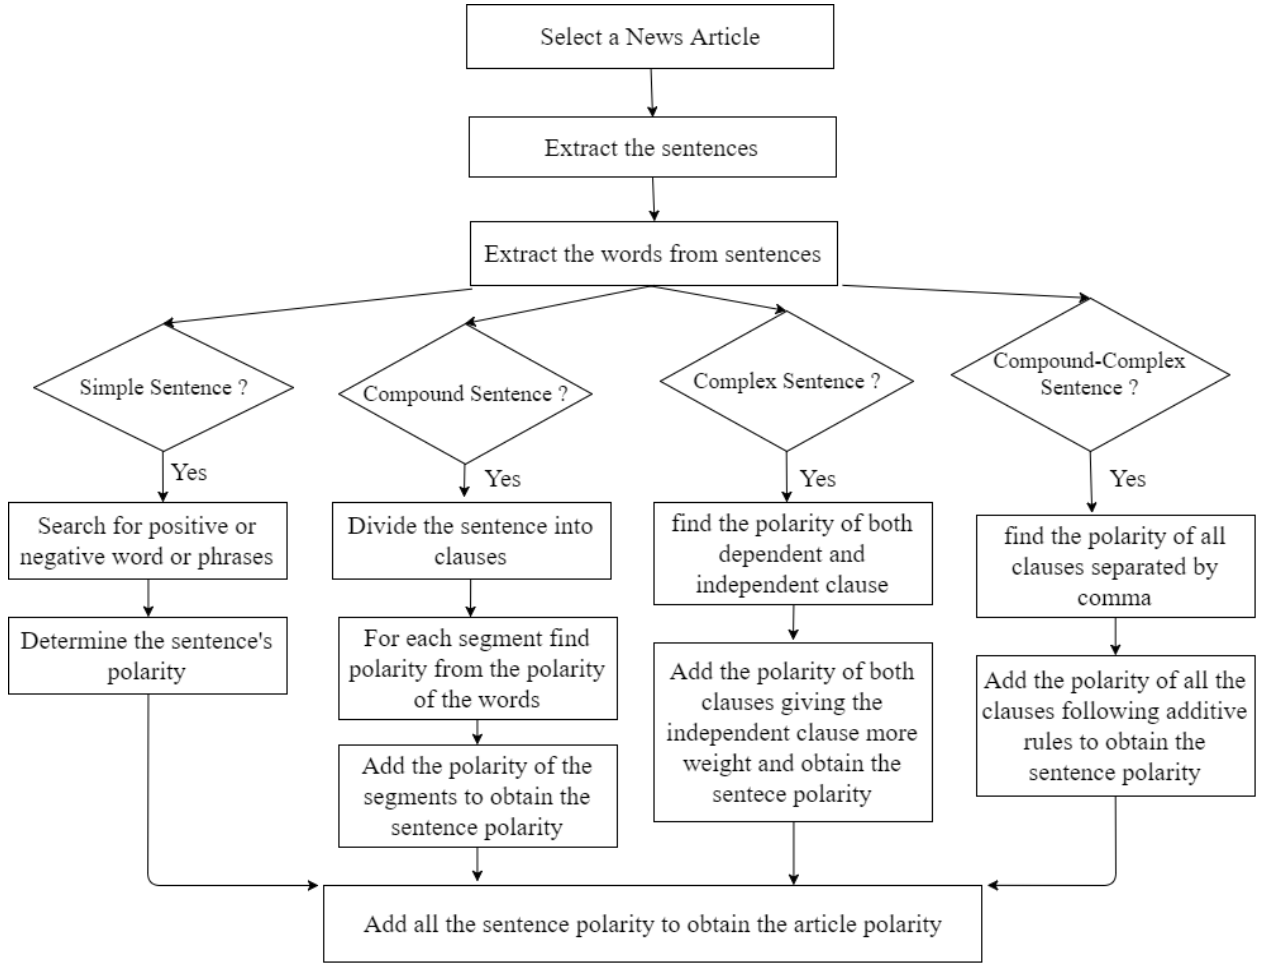 Select a News Article
Extract the sentences
Extract the words from sentences
Simple Sentence ?
Yes
Search for positive or
negative word or phrases
Determine the sentence's
polarity
Compound Sentence ?
Yes
Divide the sentence into
clauses
For each segment find
polarity from the polarity
of the words
Add the polarity of the
segments to obtain the
sentence polarity
Complex Sentence ?
Yes
find the polarity of both
dependent and
independent clause
Add the polarity of both
clauses giving the
independent clause more
weight and obtain the
sentece polarity
Compound-Complex
Sentence ?
Yes
find the polarity of all
clauses separated by
comma
Add the polarity of all the
clauses following additive
rules to obtain the
sentence polarity
Add all the sentence polarity to obtain the article polarity